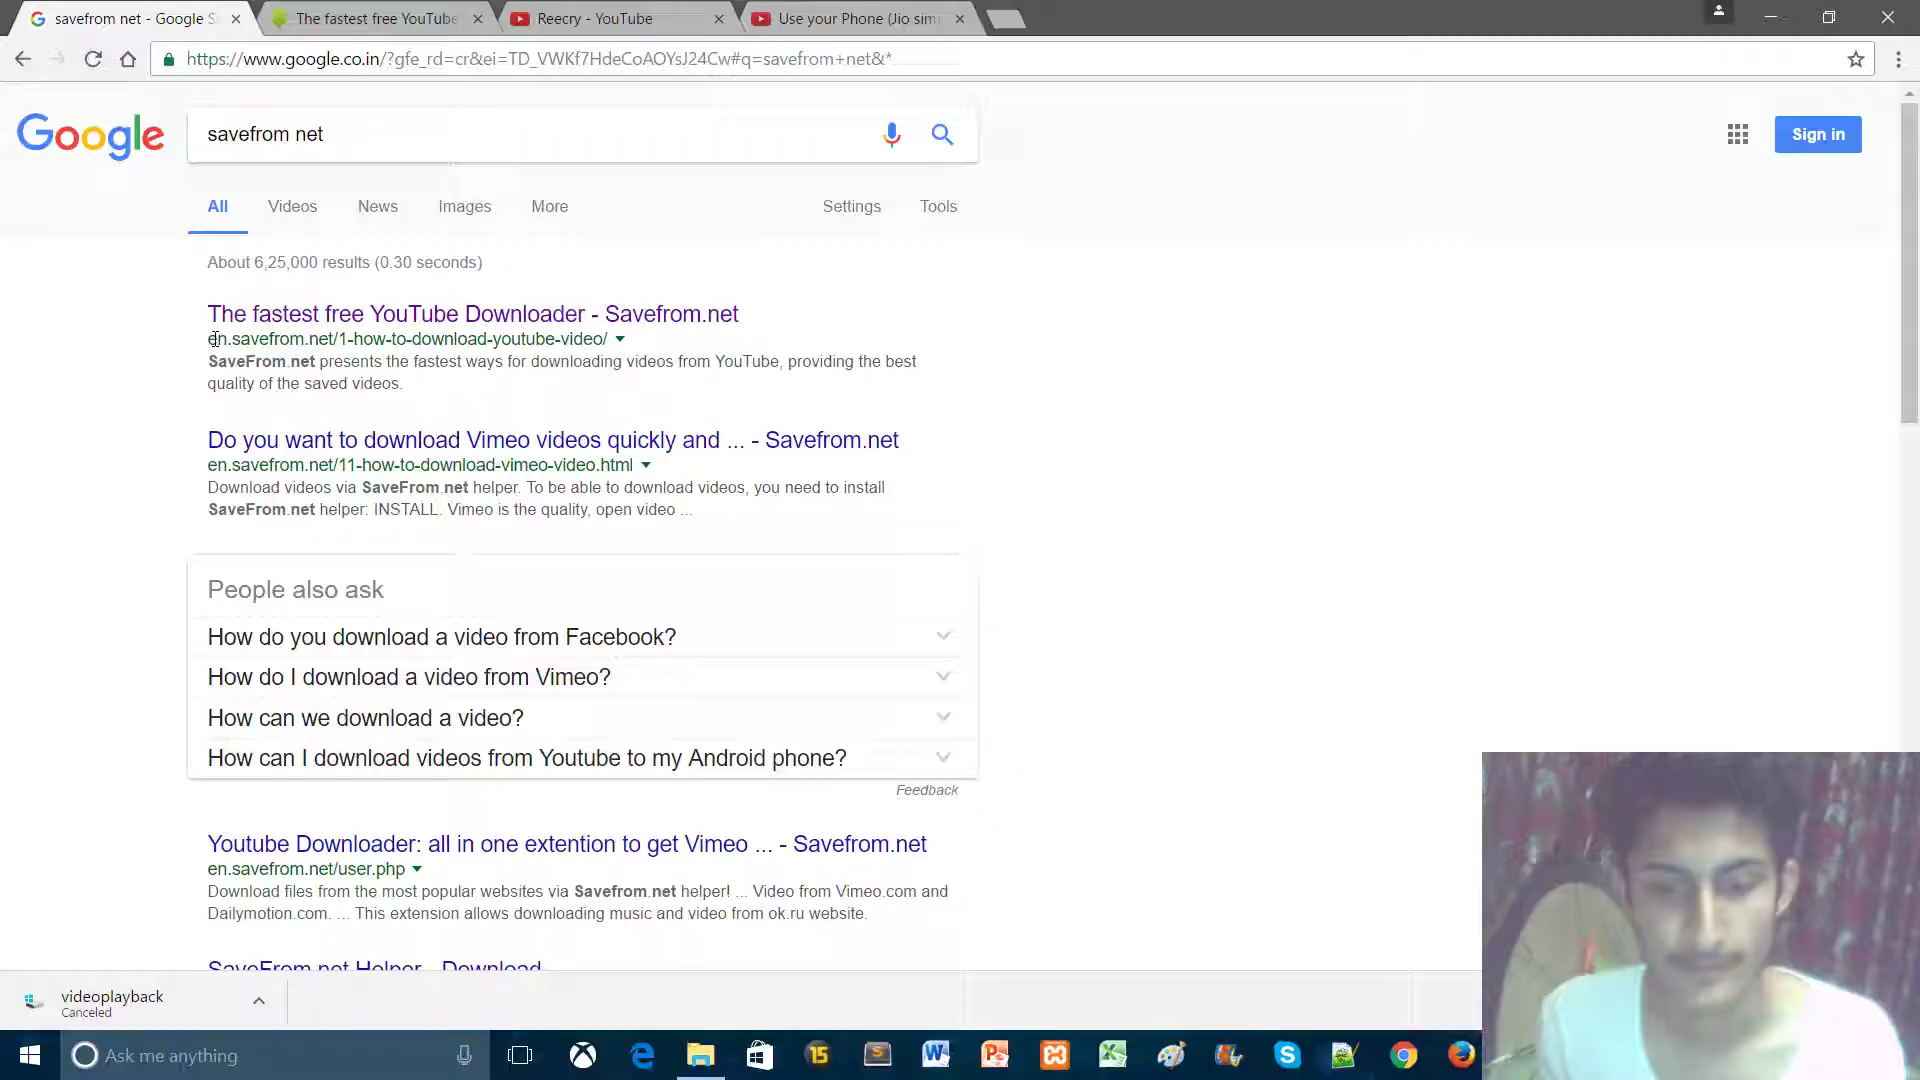 savefrom net - Google S
The fastest free YouTube
Reecry - YouTube
Use your Phone (Jio sim
https://www.google.co.in/?gfe_rd=cr&ei=TD_VWKf7HdeCoAOYsJ24Cw#q=savefrom+net&*
Google
savefrom net
Sign in
All
Videos
News
Images
More
Settings
Tools
About 6,25,000 results (0.30 seconds)
The fastest free YouTube Downloader - Savefrom.net
en.savefrom.net/1-how-to-download-youtube-video/
SaveFrom.net presents the fastest ways for downloading videos from YouTube, providing the best
quality of the saved videos.
Do you want to download Vimeo videos quickly and ... - Savefrom.net
en.savefrom.net/11-how-to-download-vimeo-video.html
Download videos via SaveFrom.net helper. To be able to download videos, you need to install
SaveFrom.net helper: INSTALL. Vimeo is the quality, open video ...
People also ask
How do you download a video from Facebook?
How do I download a video from Vimeo?
How can we download a video?
How can I download videos from Youtube to my Android phone?
Feedback
Youtube Downloader: all in one extention to get Vimeo ... - Savefrom.net
en.savefrom.net/user.php
Download files from the most popular websites via Savefrom.net helper! ... Video from Vimeo.com and
Dailymotion.com. ... This extension allows downloading music and video from ok.ru website.
SaveFrom.net Helper - Download
videoplayback
Canceled
Ask me anything
15